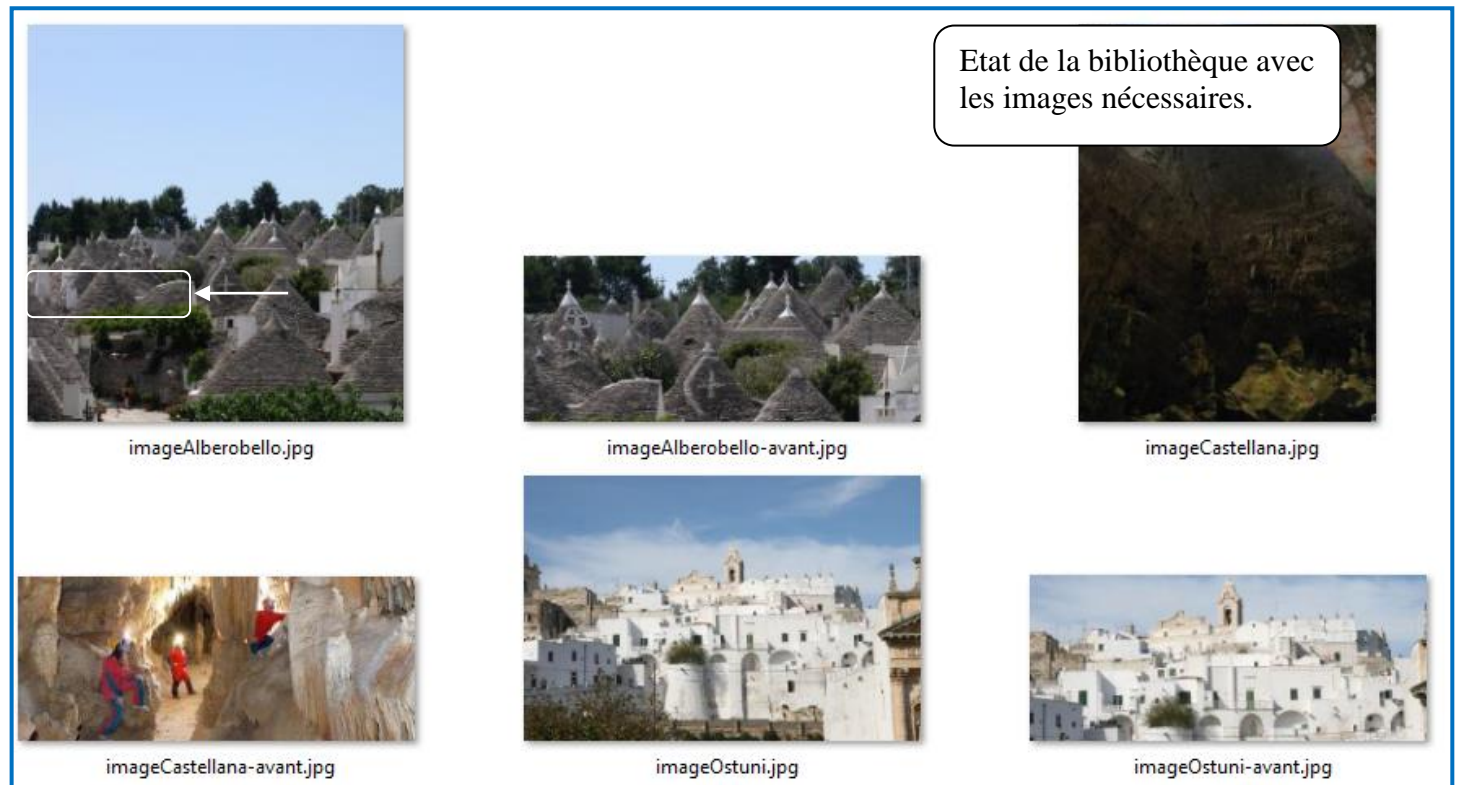 Etat de la bibliothèque avec
les images nécessaires.
imageAlberobello.jpg
imageAlberobello-avant.jpg
imageCastellana.jpg
imageCastellana-avant.jpg
imageOstuni.jpg
imageOstuni-avant.jpg